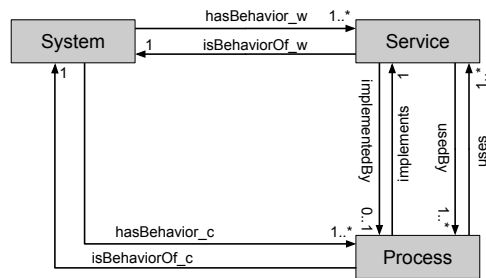 hasBehavior_w
1..*
System
Service
isBehaviorOf_w
1
1
1
1..*
implementedBy
implements
usedBy
uses
0..1
1..*
hasBehavior_c
1..*
Process
isBehaviorOf_c